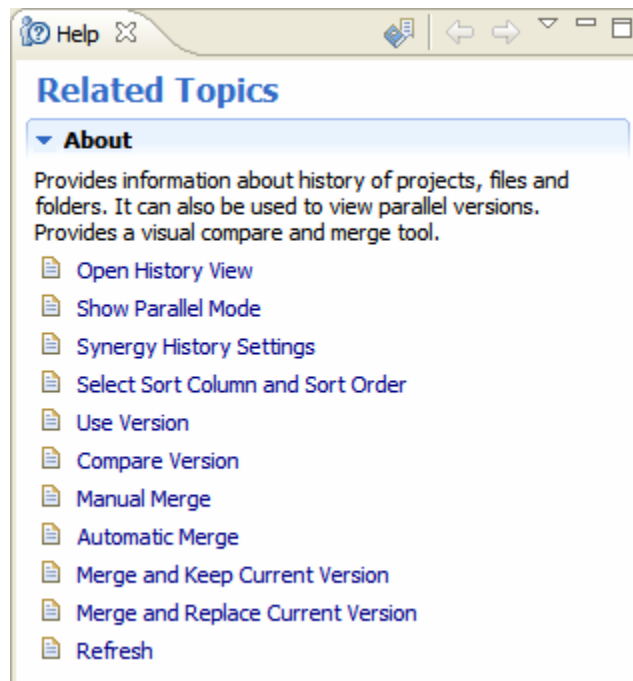 Help
Related Topics
About
Provides information about history of projects, files and
folders. It can also be used to view parallel versions.
Provides a visual compare and merge tool.
Open History View
Show Parallel Mode
Synergy History Settings
Select Sort Column and Sort Order
Use Version
Compare Version
Manual Merge
Automatic Merge
Merge and Keep Current Version
Merge and Replace Current Version
Refresh